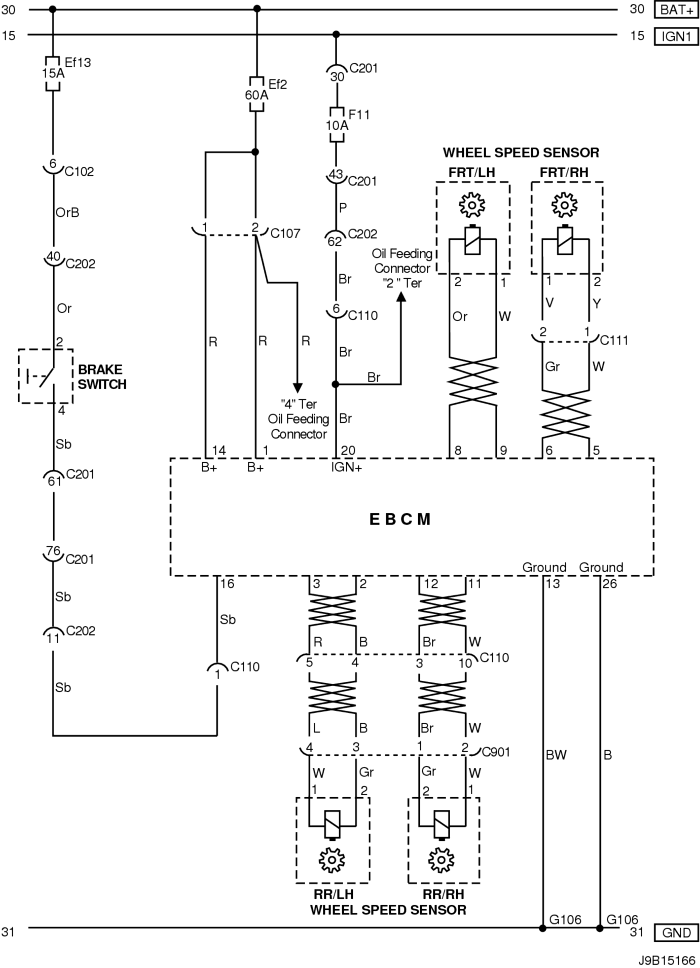 30 30 BAT+
15 15 IGN1
Ef13
15A
Ef2
60A
C201
30
F11
10A
43
C201
P
62 C202
Br
6
C110
Br
Br
Br
6
C102
OrB
40
C202
Or
2
BRAKE
SWITCH
4
Sb
C201
61
76
C201
Sb
C202
11
Sb
1 2
C107
R R R
"4" Ter
Oil Feeding
Connector
Oil Feeding
Connector
"2 " Ter
WHEEL SPEED SENSOR
FRT/LH FRT/RH
2 1 1 2
Or W V Y
2 1 C111
Gr W
14 1 20 8 9 6 5
B+ B+ IGN+
E B C M
Ground Ground
16 3 2 12 11 13 26
Sb
C110
1
R B Br W
5 4 3 10 C110
L B Br W
4 3 1 2 C901
W Gr Gr W
1 2 2 1
BW B
RR/LH RR/RH
WHEEL SPEED SENSOR
G106 G106
31 31 GND
J9B15166